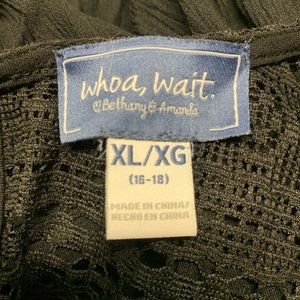 whoa, wait.
©Bethany & Amanda
XL/XG
(16-18)
MADE IN CHINA/
HECHO EN CHINA